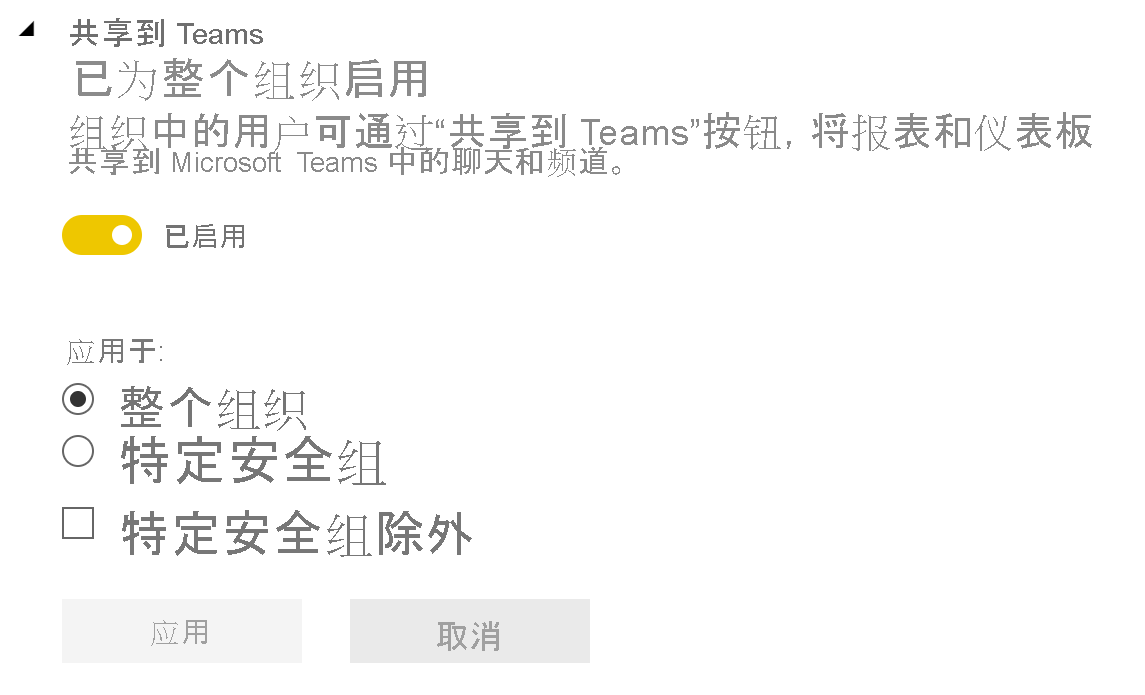 共享到 Teams
已为整个组织启用
组织中的用户可通过“共享到 Teams”按钮，将报表和仪表板
共享到 Microsoft Teams 中的聊天和频道。
已启用
应用于:
整个组织
特定安全组
特定安全组除外
应用
取消